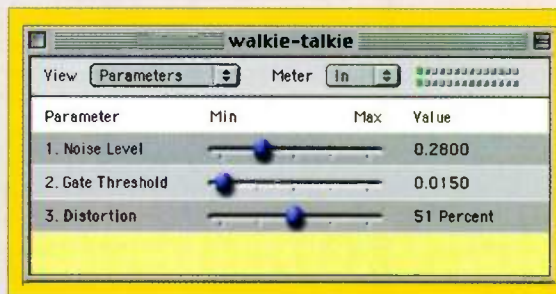 walkie-talkie
View Parameters Meter In
Parameter Min Max Value
1. Noise Level 0.2800
2. Gate Threshold 0.0150
3. Distortion 51 Percent